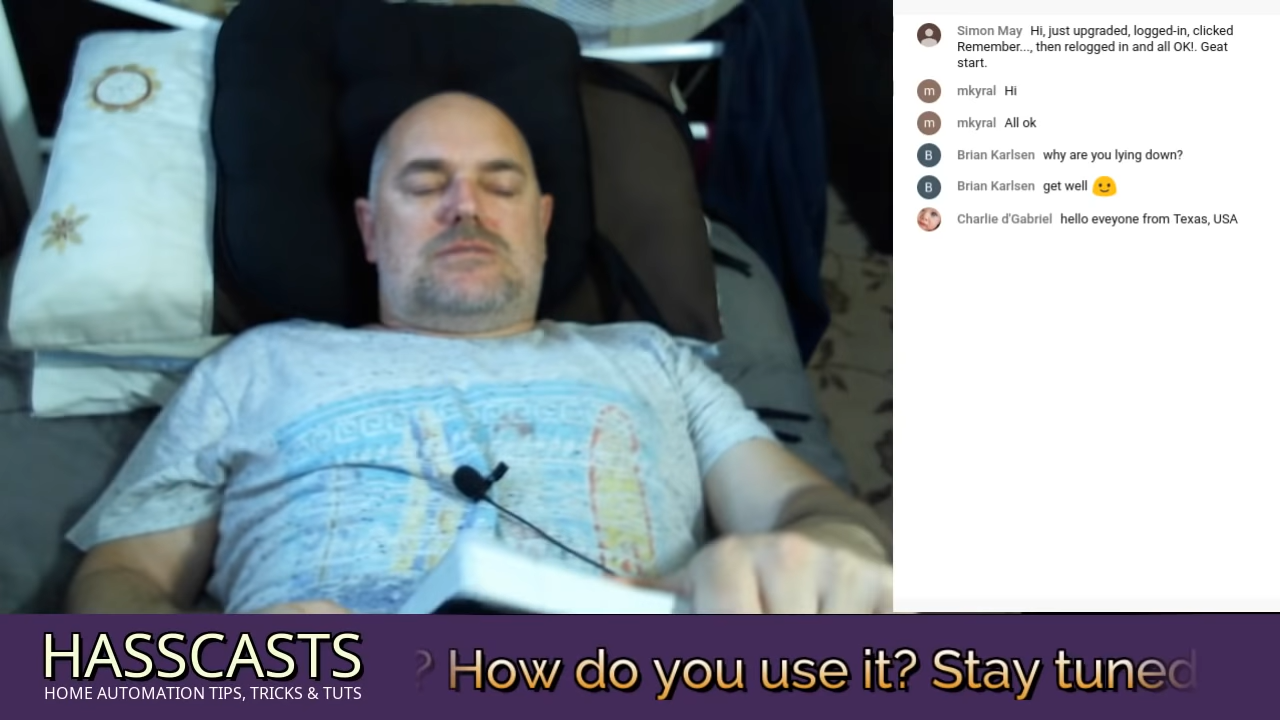 Simon May Hi, just upgraded, logged-in, clicked
Remember..., then relogged in and all OK!. Geat
start.
m mkyral Hi
m mkyral All ok
B Brian Karlsen why are you lying down?
B Brian Karlsen get well
Charlie d'Gabriel hello eveyone from Texas, USA
HASSCASTS
HOME AUTOMATION TIPS, TRICKS & TUTS
? How do you use it? Stay tuned